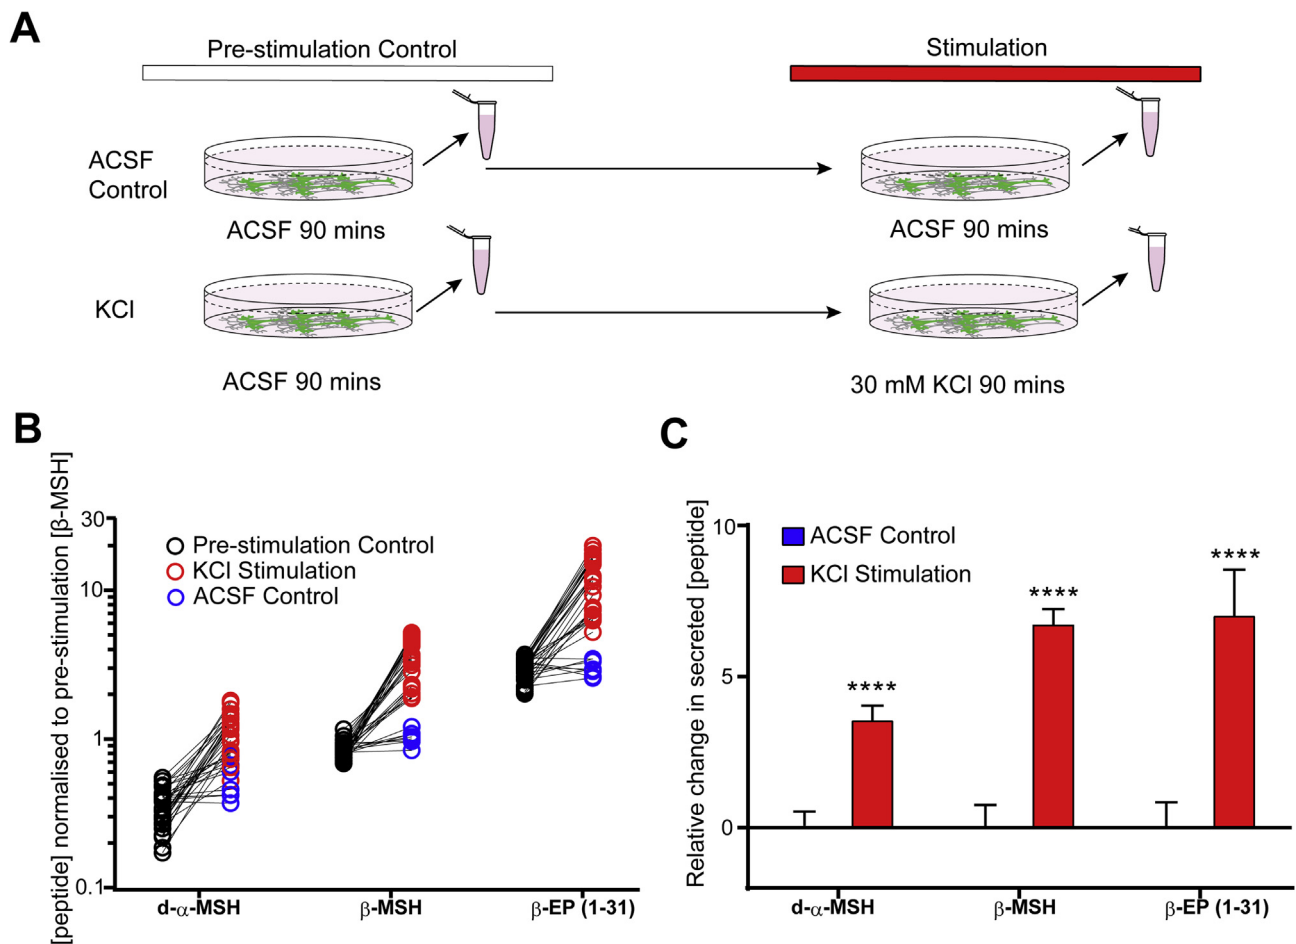 A
Pre-stimulation Control
Stimulation
ACSF
Control
ACSF 90 mins
ACSF 90 mins
KCl
ACSF 90 mins
30 mM KCl 90 mins
B
[peptide] normalised to pre-stimulation [β-MSH]
30
10
1
0.1
Pre-stimulation Control
KCl Stimulation
ACSF Control
d-α-MSH
β-MSH
β-EP (1-31)
C
Relative change in secreted [peptide]
10
5
0
ACSF Control
KCl Stimulation
****
****
****
d-α-MSH
β-MSH
β-EP (1-31)